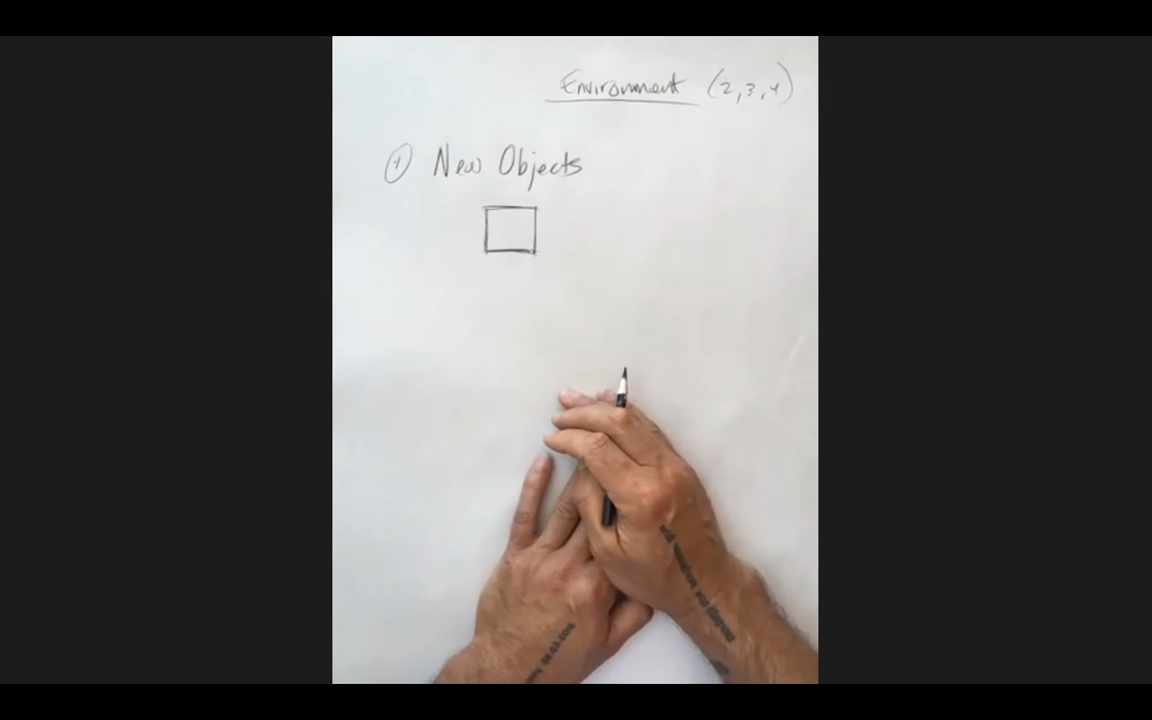 Environment (2,3,4)
① New Objects